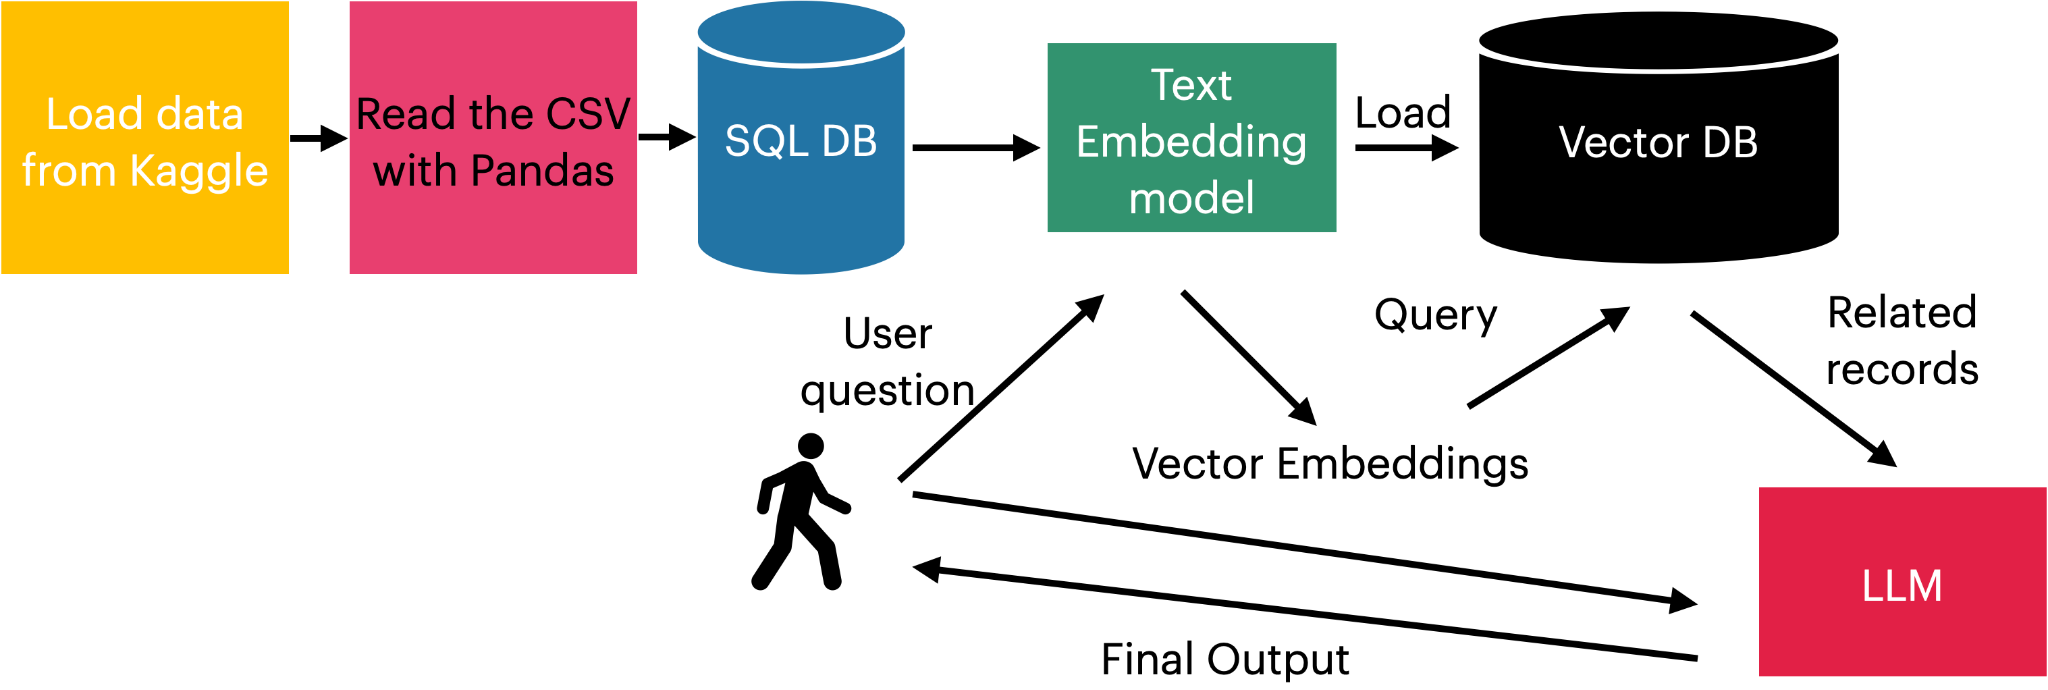 Load data
from Kaggle
Read the CSV
with Pandas
SQL DB
Text
Embedding
model
Load
Vector DB
User
question
Query
Related
records
Vector Embeddings
LLM
Final Output